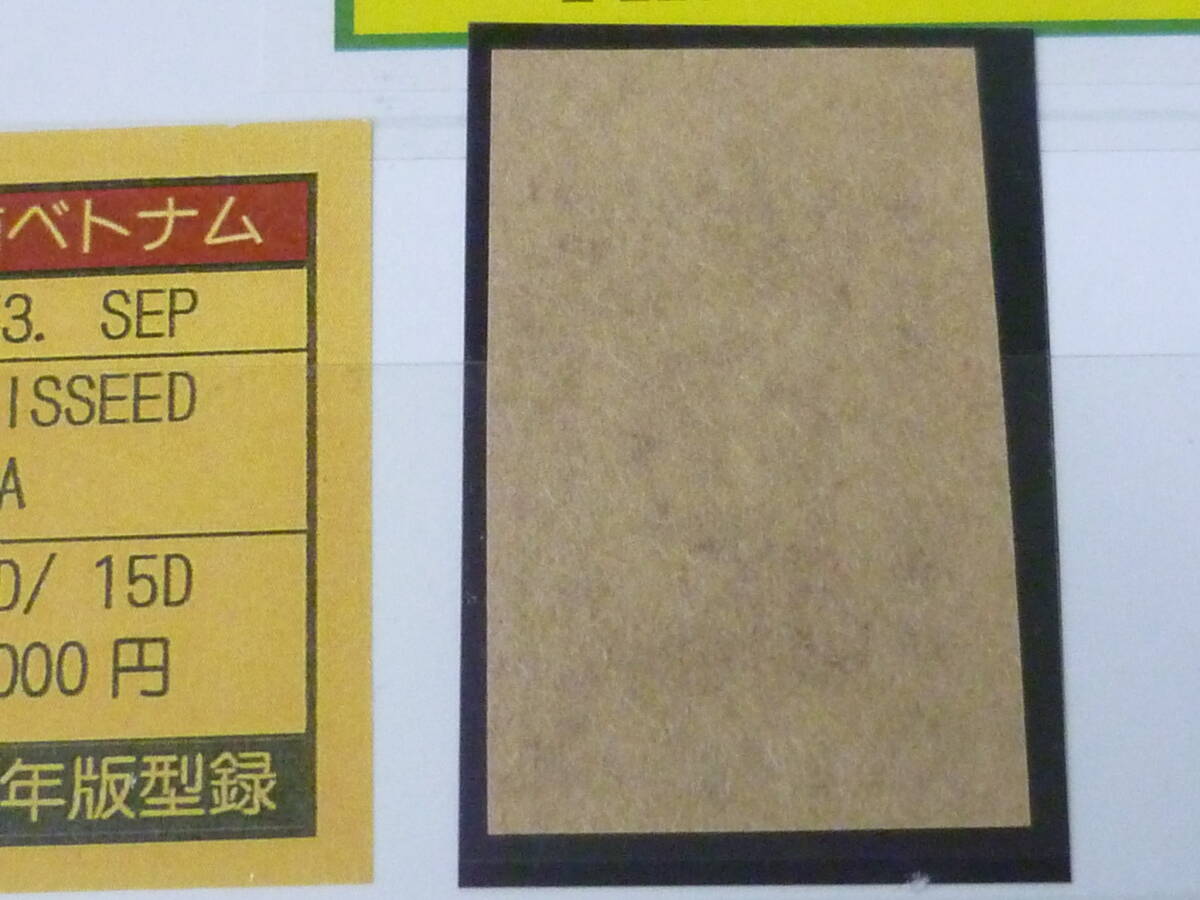 ベトナム
3. SEP
ISSEED
A
D/ 15D
000 円
年版型録